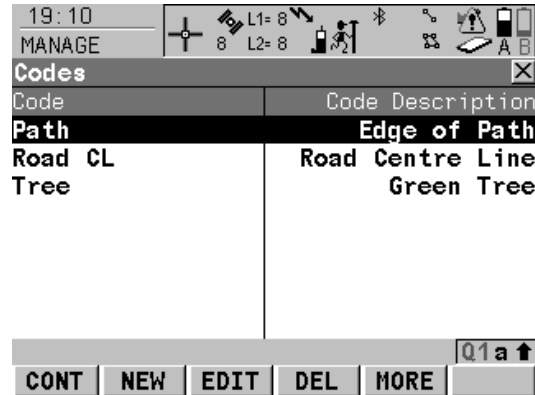 19:10
MANAGE
L1= 8
8 L2= 8
A B
Codes
Code Code Description
Path Edge of Path
Road CL Road Centre Line
Tree Green Tree
Q1 a
CONT NEW EDIT DEL MORE